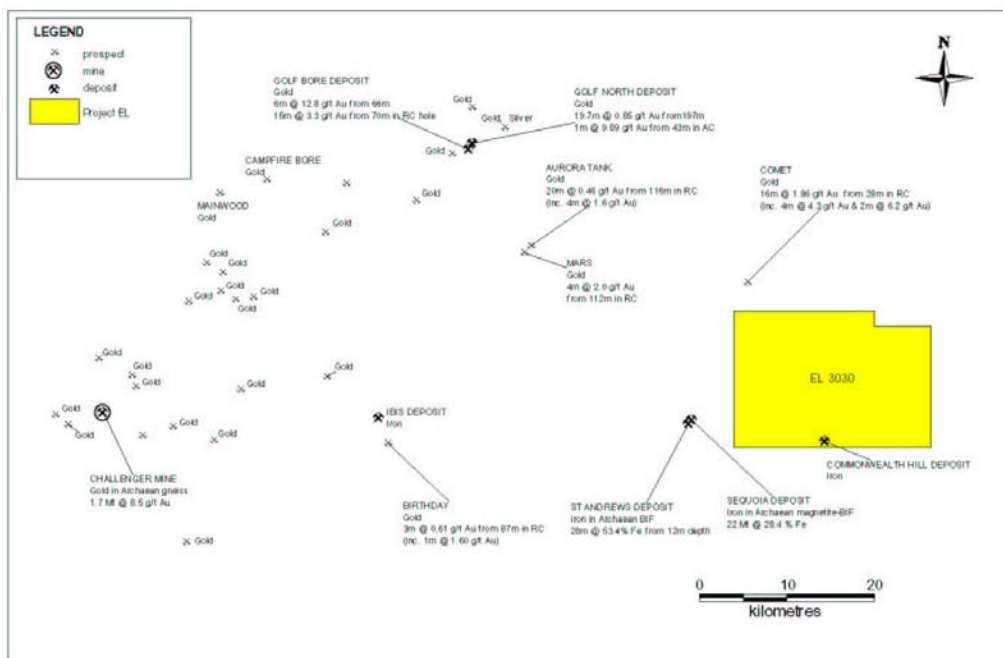 LEGEND
prospect
mine
deposit
Project EL
N
GOLF BORE DEPOSIT
Gold
6m @ 12.8 g/t Au from 66m
15m @ 3.3 g/t Au from 70m in RC hole
Gold
Gold, Silver
Gold
GOLF NORTH DEPOSIT
Gold
19.7m @ 0.85 g/t Au from197m
1m @ 9.89 g/t Au from 43m in AC
CAMPFIRE BORE
Gold
MAINWOOD
Gold
Gold
Gold
AURORA TANK
Gold
20m @ 0.46 g/t Au from 116m in RC
(Inc. 4m @ 1.6 g/t Au)
COMET
Gold
16m @ 1.96 g/t Au from 28m in RC
(Inc. 4m @ 4.3 g/t Au & 2m @ 6.2 g/t Au)
MARS
Gold
4m @ 2.0 g/t Au
from 112m in RC
Gold
Gold
Gold
Gold
Gold
EL 3030
Gold
Gold
Gold
Gold
Gold
Gold
Gold
Gold
Gold
IBIS DEPOSIT
Iron
CHALLENGER MINE
Gold in Archaean gneiss
1.7 Mt @ 6.5 g/t Au
BIRTHDAY
Gold
3m @ 0.61 g/t Au from 87m in RC
(Inc. 1m @ 1.60 g/t Au)
ST ANDREWS DEPOSIT
Iron in Archaean BIF
28m @ 53.4% Fe from 12m depth
SEQUOIA DEPOSIT
Iron in Archaean magnetite-BIF
22 Mt @ 28.4 % Fe
COMMONWEALTH HILL DEPOSIT
Iron
Gold
0 10 20
kilometres